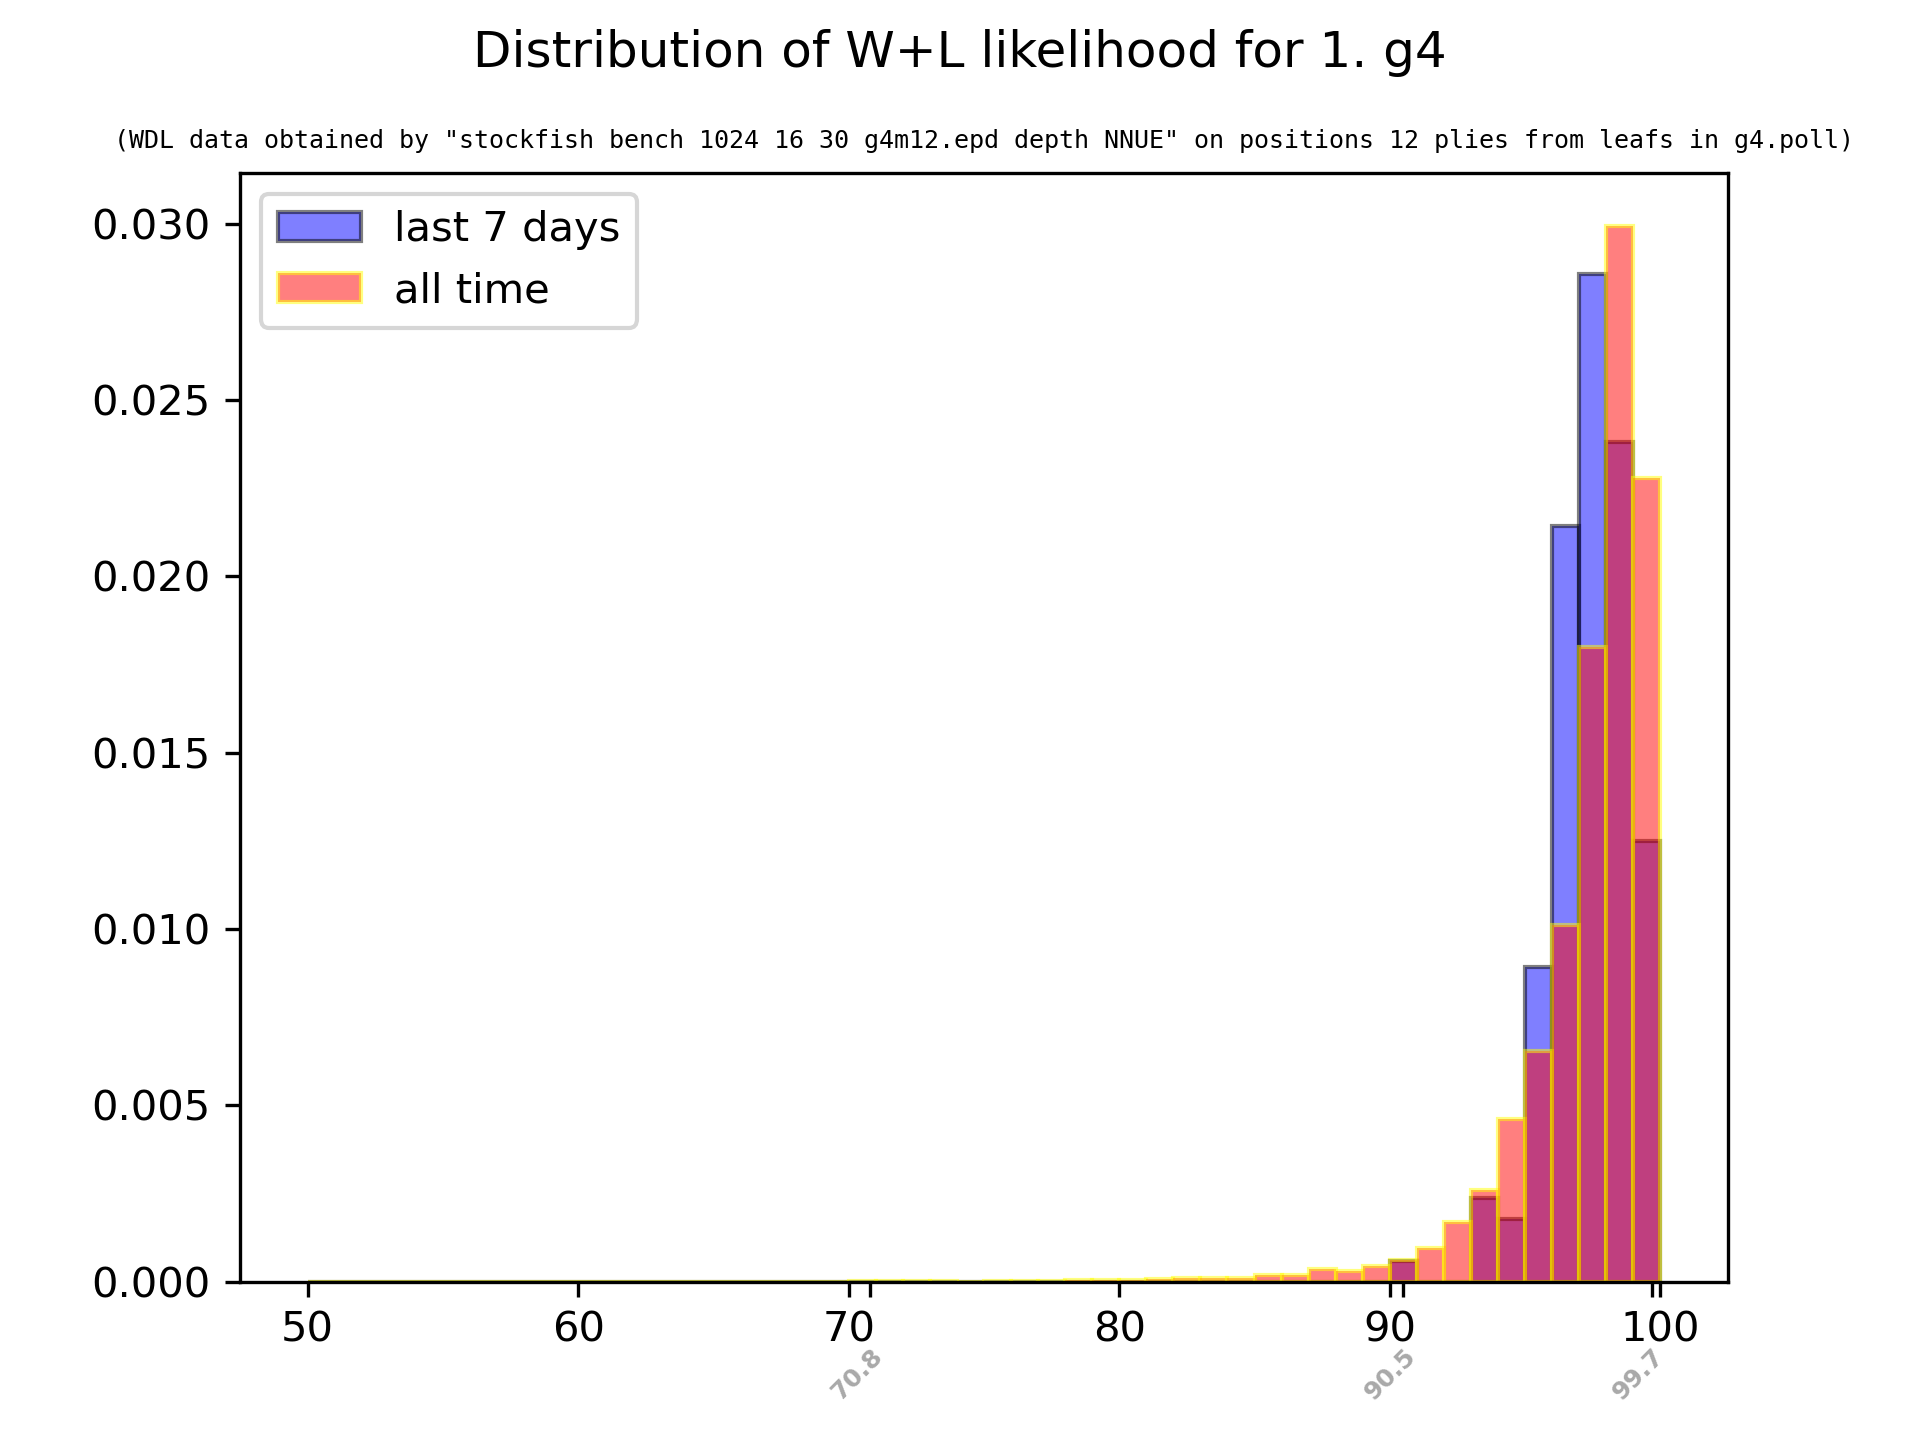 Distribution of W+L likelihood for 1. g4
(WDL data obtained by "stockfish bench 1024 16 30 g4m12.epd depth NNUE" on positions 12 plies from leafs in g4.poll)
last 7 days
all time
0.030
0.025
0.020
0.015
0.010
0.005
0.000
50 60 70 80 90 100
70.8 90.5 99.7